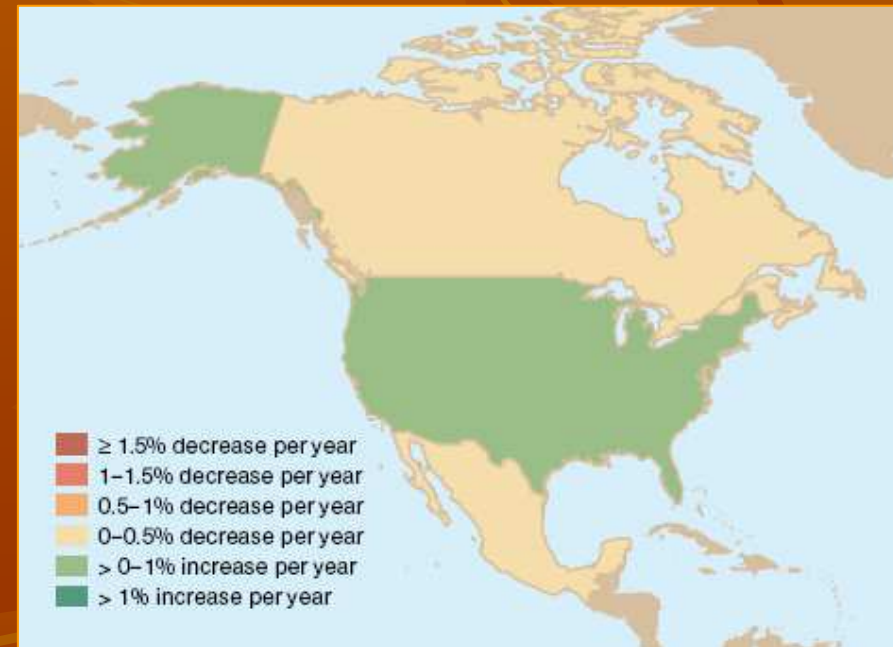 ≥ 1.5% decrease per year
1–1.5% decrease per year
0.5–1% decrease per year
0–0.5% decrease per year
> 0–1% increase per year
> 1% increase per year